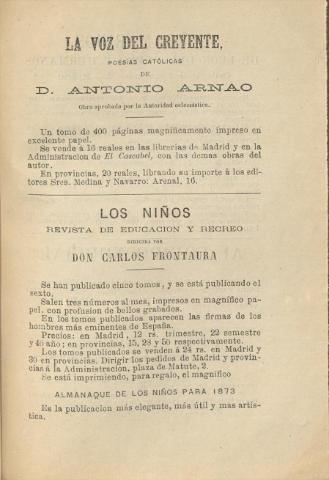 LA VOZ DEL CREYENTE,
POESÍAS CATÓLICAS
DE
D. ANTONIO ARNAO
Obra aprobada por la Autoridad eclesiástica.
Un tomo de 400 páginas magníficamente impreso en
excelente papel.
Se vende á 16 reales en las librerías de Madrid y en la
Administracion de El Cascabel, con las demas obras del
autor.
En provincias, 20 reales, librando su importe á los edi-
tores Sres. Medina y Navarro: Arenal, 16.
LOS NIÑOS
REVISTA DE EDUCACION Y RECREO
DIRIGIDA POR
DON CARLOS FRONTAURA
Se han publicado cinco tomos, y se está publicando el
sexto.
Salen tres números al mes, impresos en magnífico pa-
pel, con profusion de bellos grabados.
En los tomos publicados aparecen las firmas de los
hombres más eminentes de España.
Precios: en Madrid, 12 rs. trimestre, 22 semestre
y 40 año; en provincias, 15, 28 y 50 respectivamente.
Los tomos publicados se venden á 24 rs. en Madrid y
30 en provincias. Dirigir los pedidos de Madrid y provin-
cias á la Administracion, plaza de Matute, 2.
Se está imprimiendo, para regalo, el magnífico
ALMANAQUE DE LOS NIÑOS PARA 1873
Es la publicacion más elegante, más útil y mas artís-
tica.